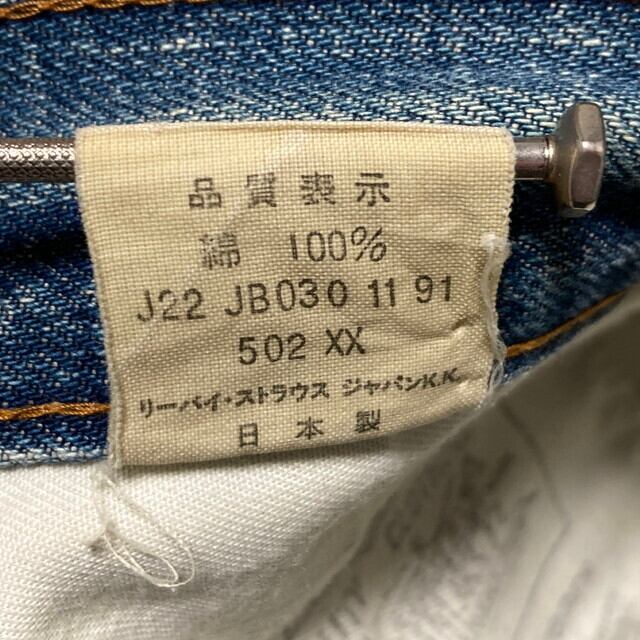 品質表示
綿 100%
J22 JB030 11 91
502 XX
リーバイ・ストラウス ジャパンK.K.
日本製